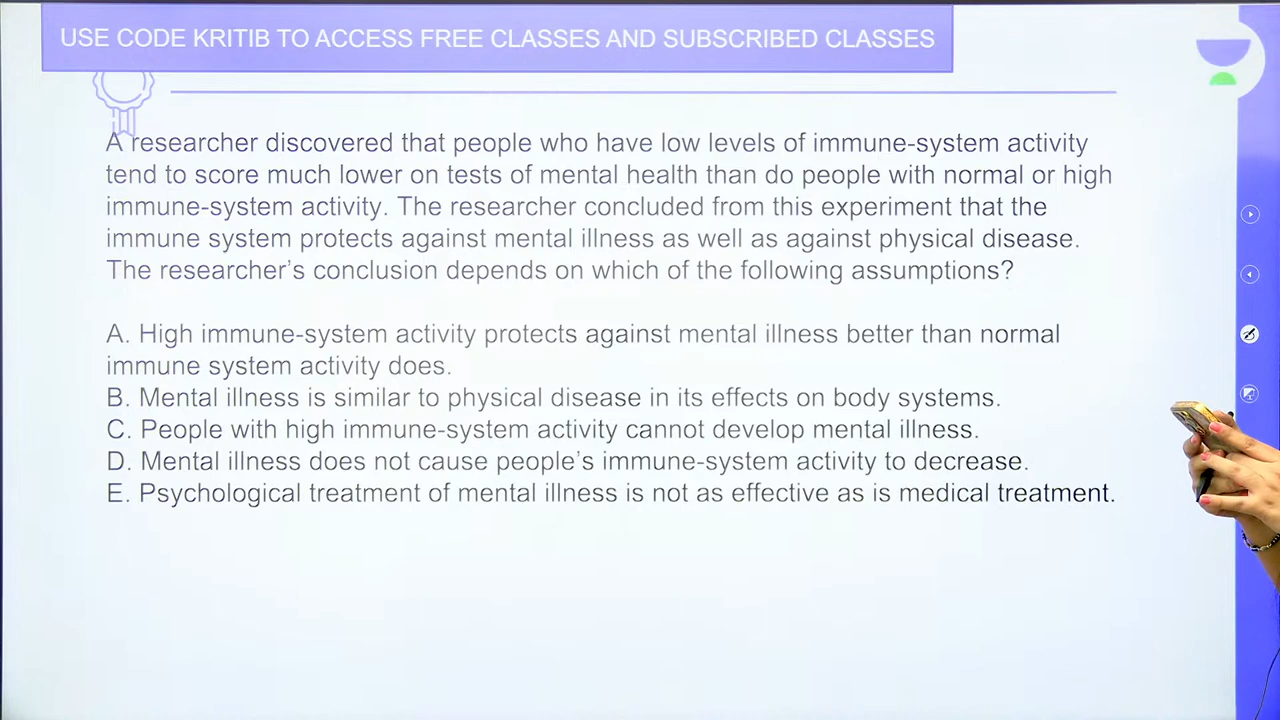 USE CODE KRITIB TO ACCESS FREE CLASSES AND SUBSCRIBED CLASSES
A researcher discovered that people who have low levels of immune-system activity
tend to score much lower on tests of mental health than do people with normal or high
immune-system activity. The researcher concluded from this experiment that the
immune system protects against mental illness as well as against physical disease.
The researcher's conclusion depends on which of the following assumptions?
A. High immune-system activity protects against mental illness better than normal
immune system activity does.
B. Mental illness is similar to physical disease in its effects on body systems.
C. People with high immune-system activity cannot develop mental illness.
D. Mental illness does not cause people's immune-system activity to decrease.
E. Psychological treatment of mental illness is not as effective as is medical treatment.